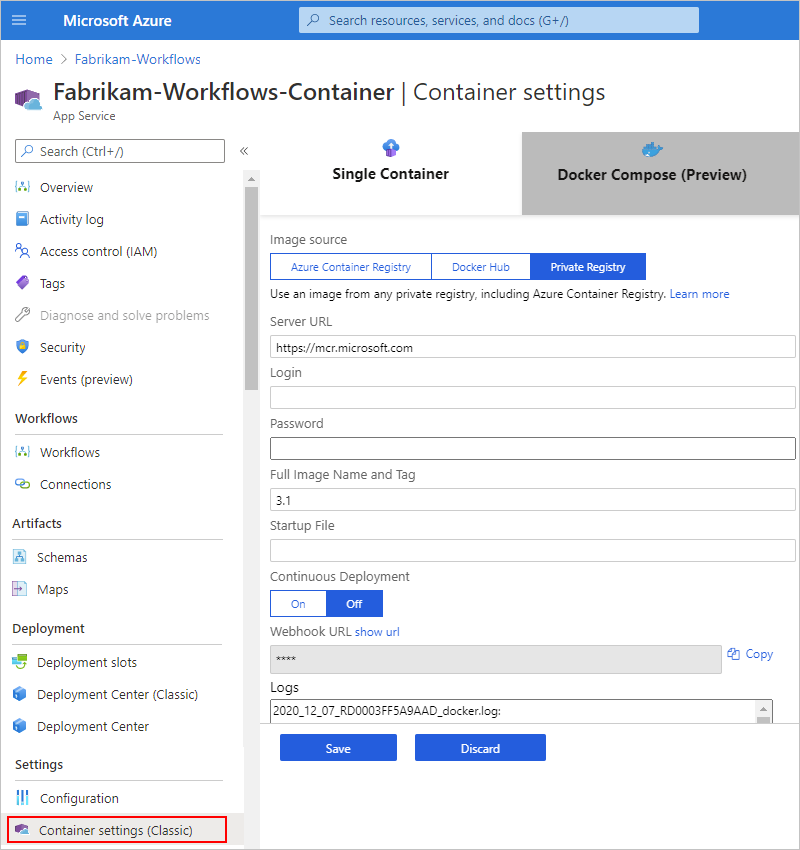 Microsoft Azure
Search resources, services, and docs (G+/)
Home > Fabrikam-Workflows
Fabrikam-Workflows-Container | Container settings
App Service
Search (Ctrl+/)
«
Overview
Activity log
Access control (IAM)
Tags
Diagnose and solve problems
Security
Events (preview)
Workflows
Workflows
Connections
Artifacts
Schemas
Maps
Deployment
Deployment slots
Deployment Center (Classic)
Deployment Center
Settings
Configuration
Container settings (Classic)
Single Container
Docker Compose (Preview)
Image source
Azure Container Registry
Docker Hub
Private Registry
Use an image from any private registry, including Azure Container Registry. Learn more
Server URL
https://mcr.microsoft.com
Login
Password
Full Image Name and Tag
3.1
Startup File
Continuous Deployment
On
Off
Webhook URL show url
****
Copy
Logs
2020_12_07_RD0003FF5A9AAD_docker.log:
Save
Discard